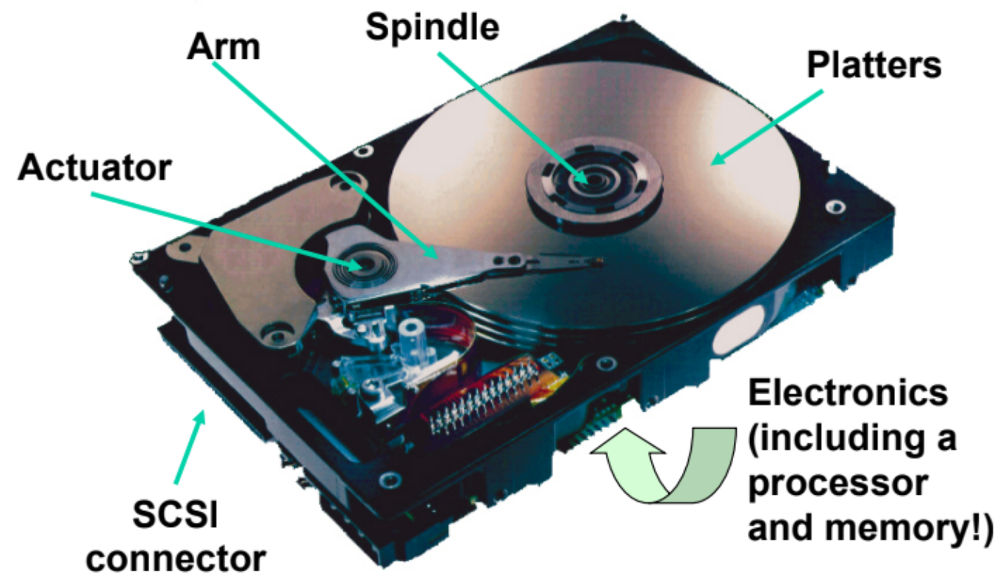 Spindle
Arm
Platters
Actuator
Electronics
(including a
processor
and memory!)
SCSI
connector